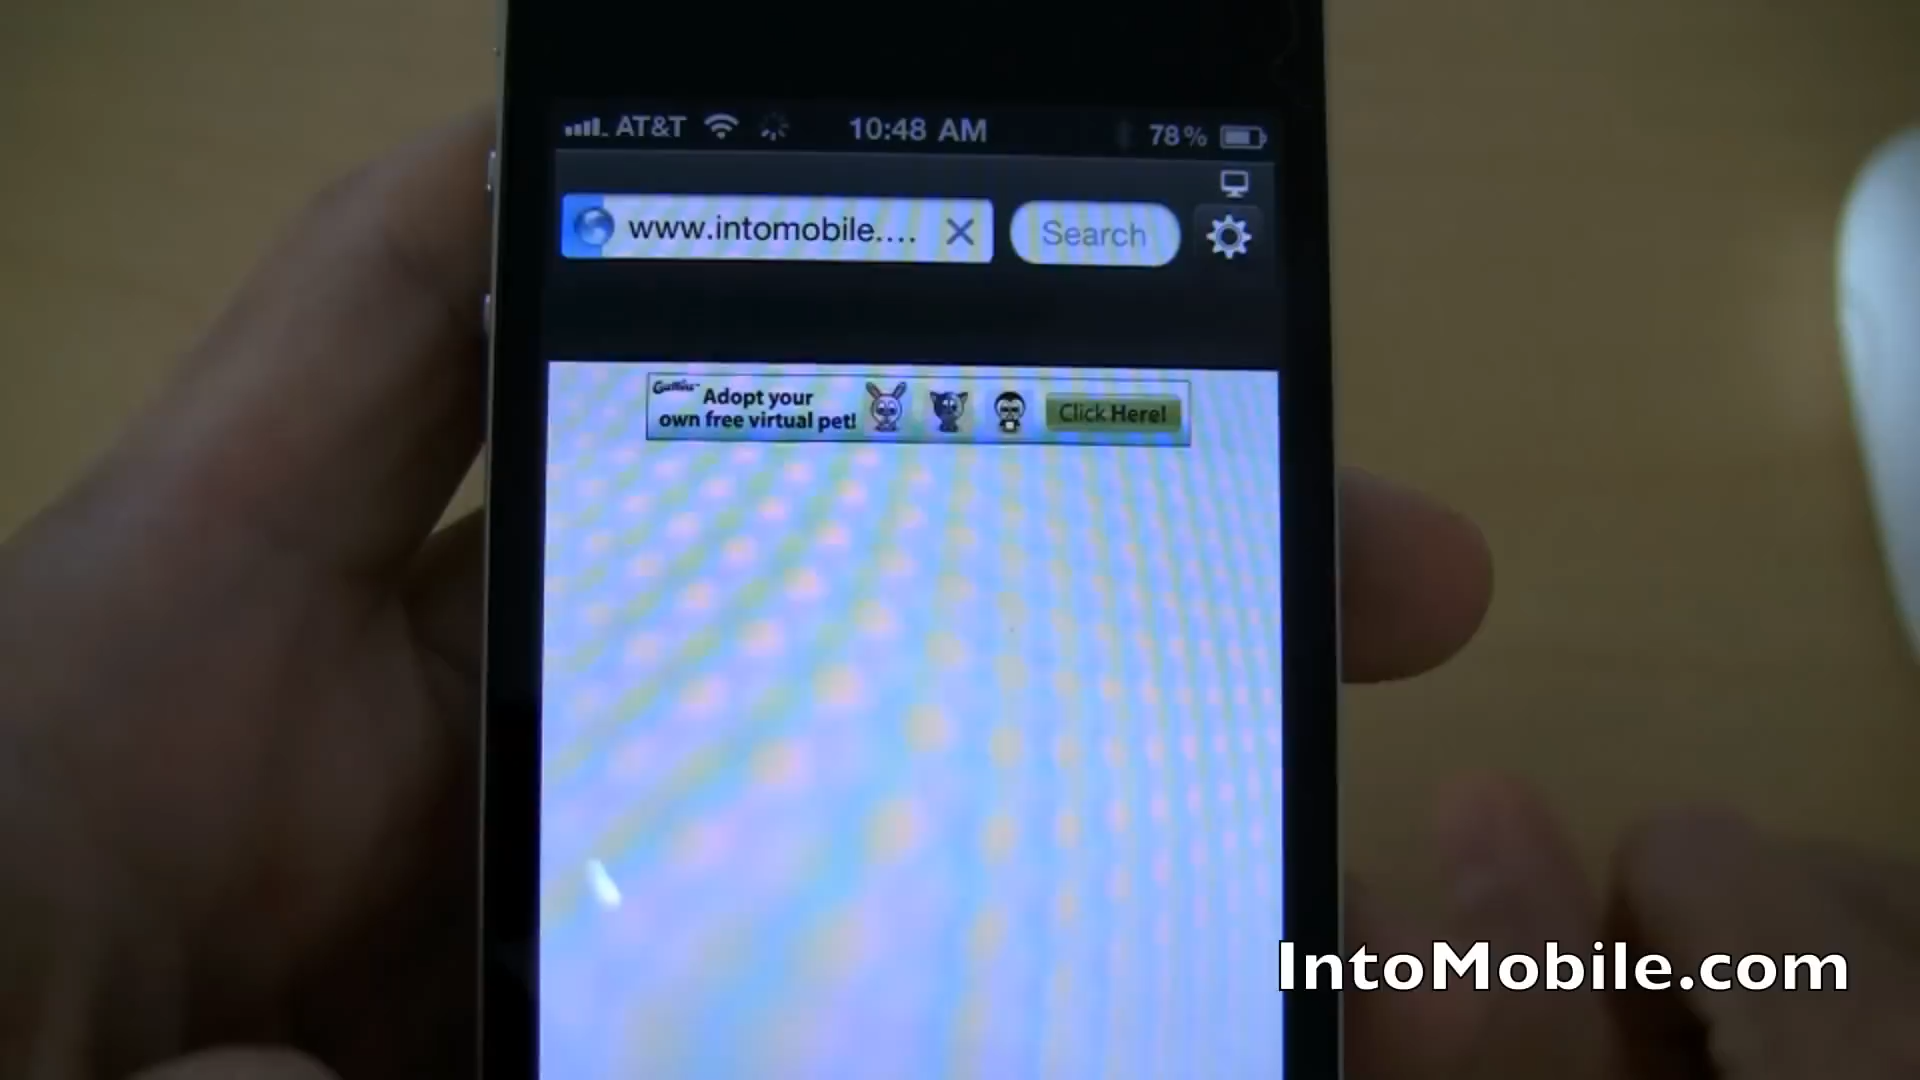 AT&T 10:48 AM 78%
www.intomobile.... Search
Adopt your
own free virtual pet! Click Here!
IntoMobile.com